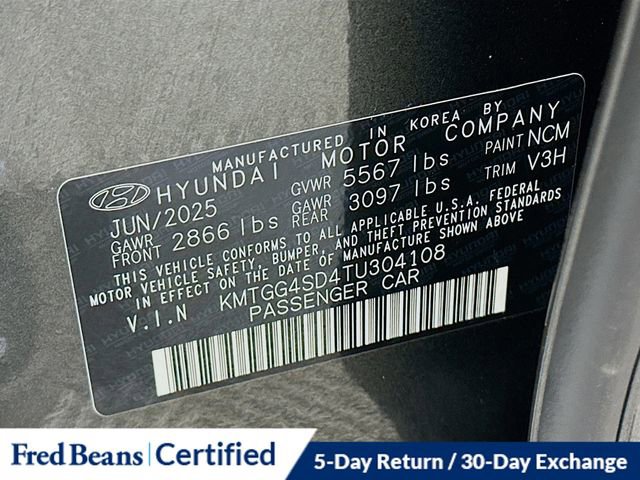 MANUFACTURED IN KOREA BY
HYUNDAI MOTOR COMPANY
JUN/2025 GVWR 5567 lbs PAINT NCM
GAWR FRONT 2866 lbs GAWR REAR 3097 lbs TRIM V3H
THIS VEHICLE CONFORMS TO ALL APPLICABLE U.S.A. FEDERAL
MOTOR VEHICLE SAFETY, BUMPER, AND THEFT PREVENTION STANDARDS
IN EFFECT ON THE DATE OF MANUFACTURE SHOWN ABOVE
V.I.N KMTGG4SD4TU304108
PASSENGER CAR
Fred Beans Certified
5-Day Return / 30-Day Exchange